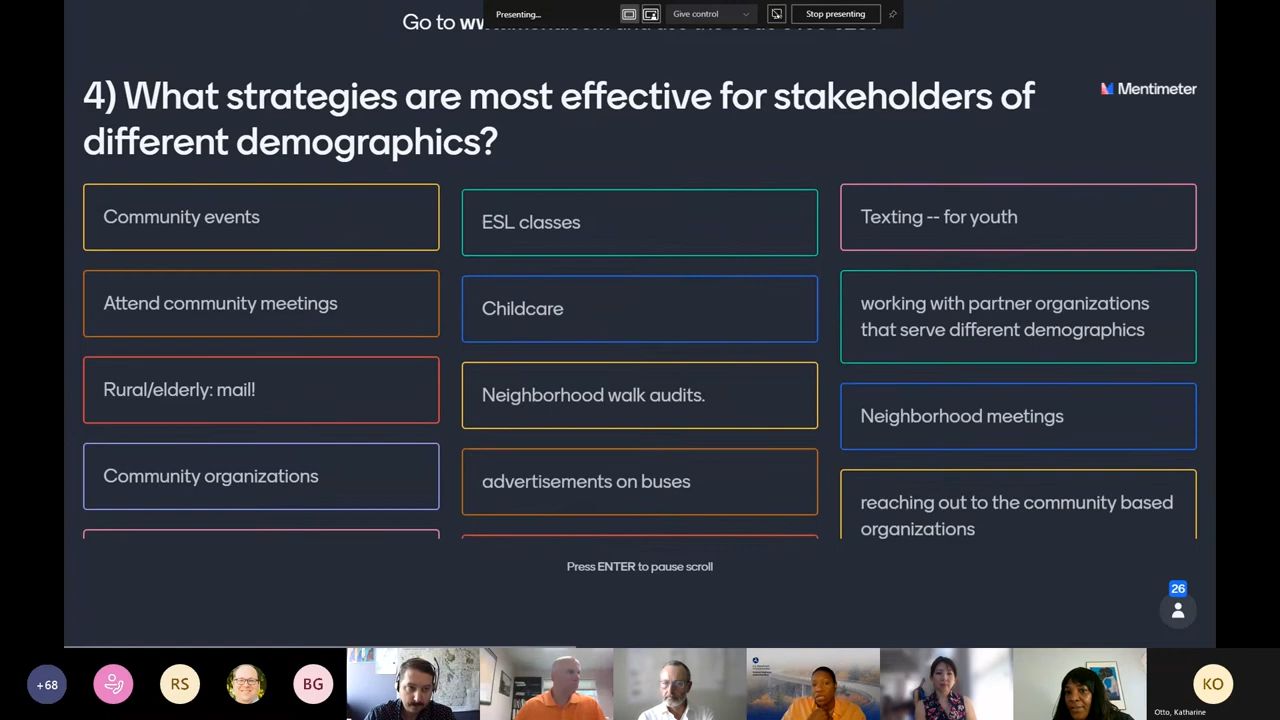 Presenting...
Give control
Stop presenting
Go to
4) What strategies are most effective for stakeholders of
different demographics?
Mentimeter
Community events
Attend community meetings
Rural/elderly: mail!
Community organizations
ESL classes
Childcare
Neighborhood walk audits.
advertisements on buses
Texting -- for youth
working with partner organizations
that serve different demographics
Neighborhood meetings
reaching out to the community based
organizations
Press ENTER to pause scroll
26
+68
RS
BG
KO
Otto, Katharine